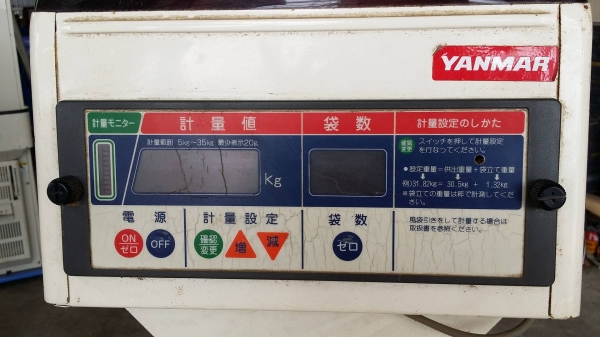 YANMAR
計量モニター
計量値
袋数
計量設定のしかた
計量範囲 5kg～35kg 最少表示20g
Kg
確認
変更
スイッチを押して計量設定
を行なってください。
●設定重量＝供出重量＋袋立て重量
例)31.82kg = 30.5kg + 1.32kg
＊袋立ての重量は秤で計測してくだ
さい。
電源
計量設定
袋数
風袋引きをして計量する場合は
取扱書を参照ください。
ON
ゼロ
OFF
確認
変更
増
減
ゼロ